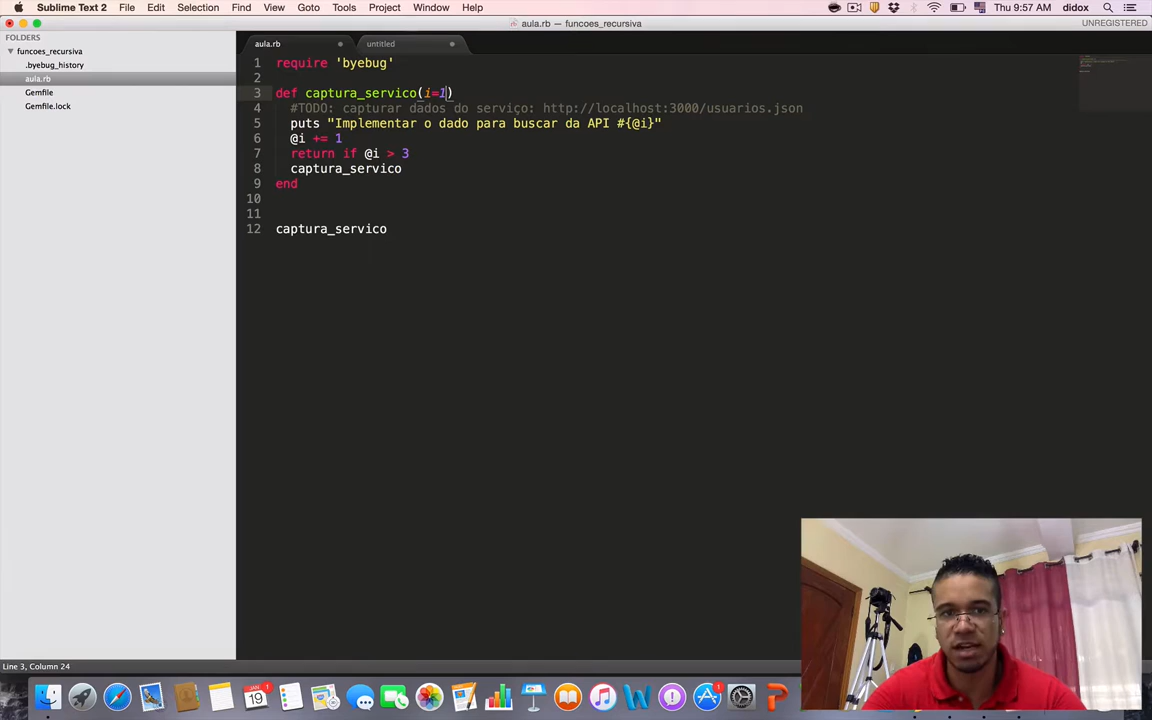 Sublime Text 2 File Edit Selection Find View Goto Tools Project Window Help Thu 9:57 AM didox
aula.rb — funcoes_recursiva
UNREGISTERED
FOLDERS
funcoes_recursiva
.byebug_history
aula.rb
Gemfile
Gemfile.lock
aula.rb untitled
1 require 'byebug'
2
3 def captura_servico(i=1)
4 #TODO: capturar dados do serviço: http://localhost:3000/usuarios.json
5 puts "Implementar o dado para buscar da API #{@i}"
6 @i += 1
7 return if @i > 3
8 captura_servico
9 end
10
11
12 captura_servico
Line 3, Column 24
19